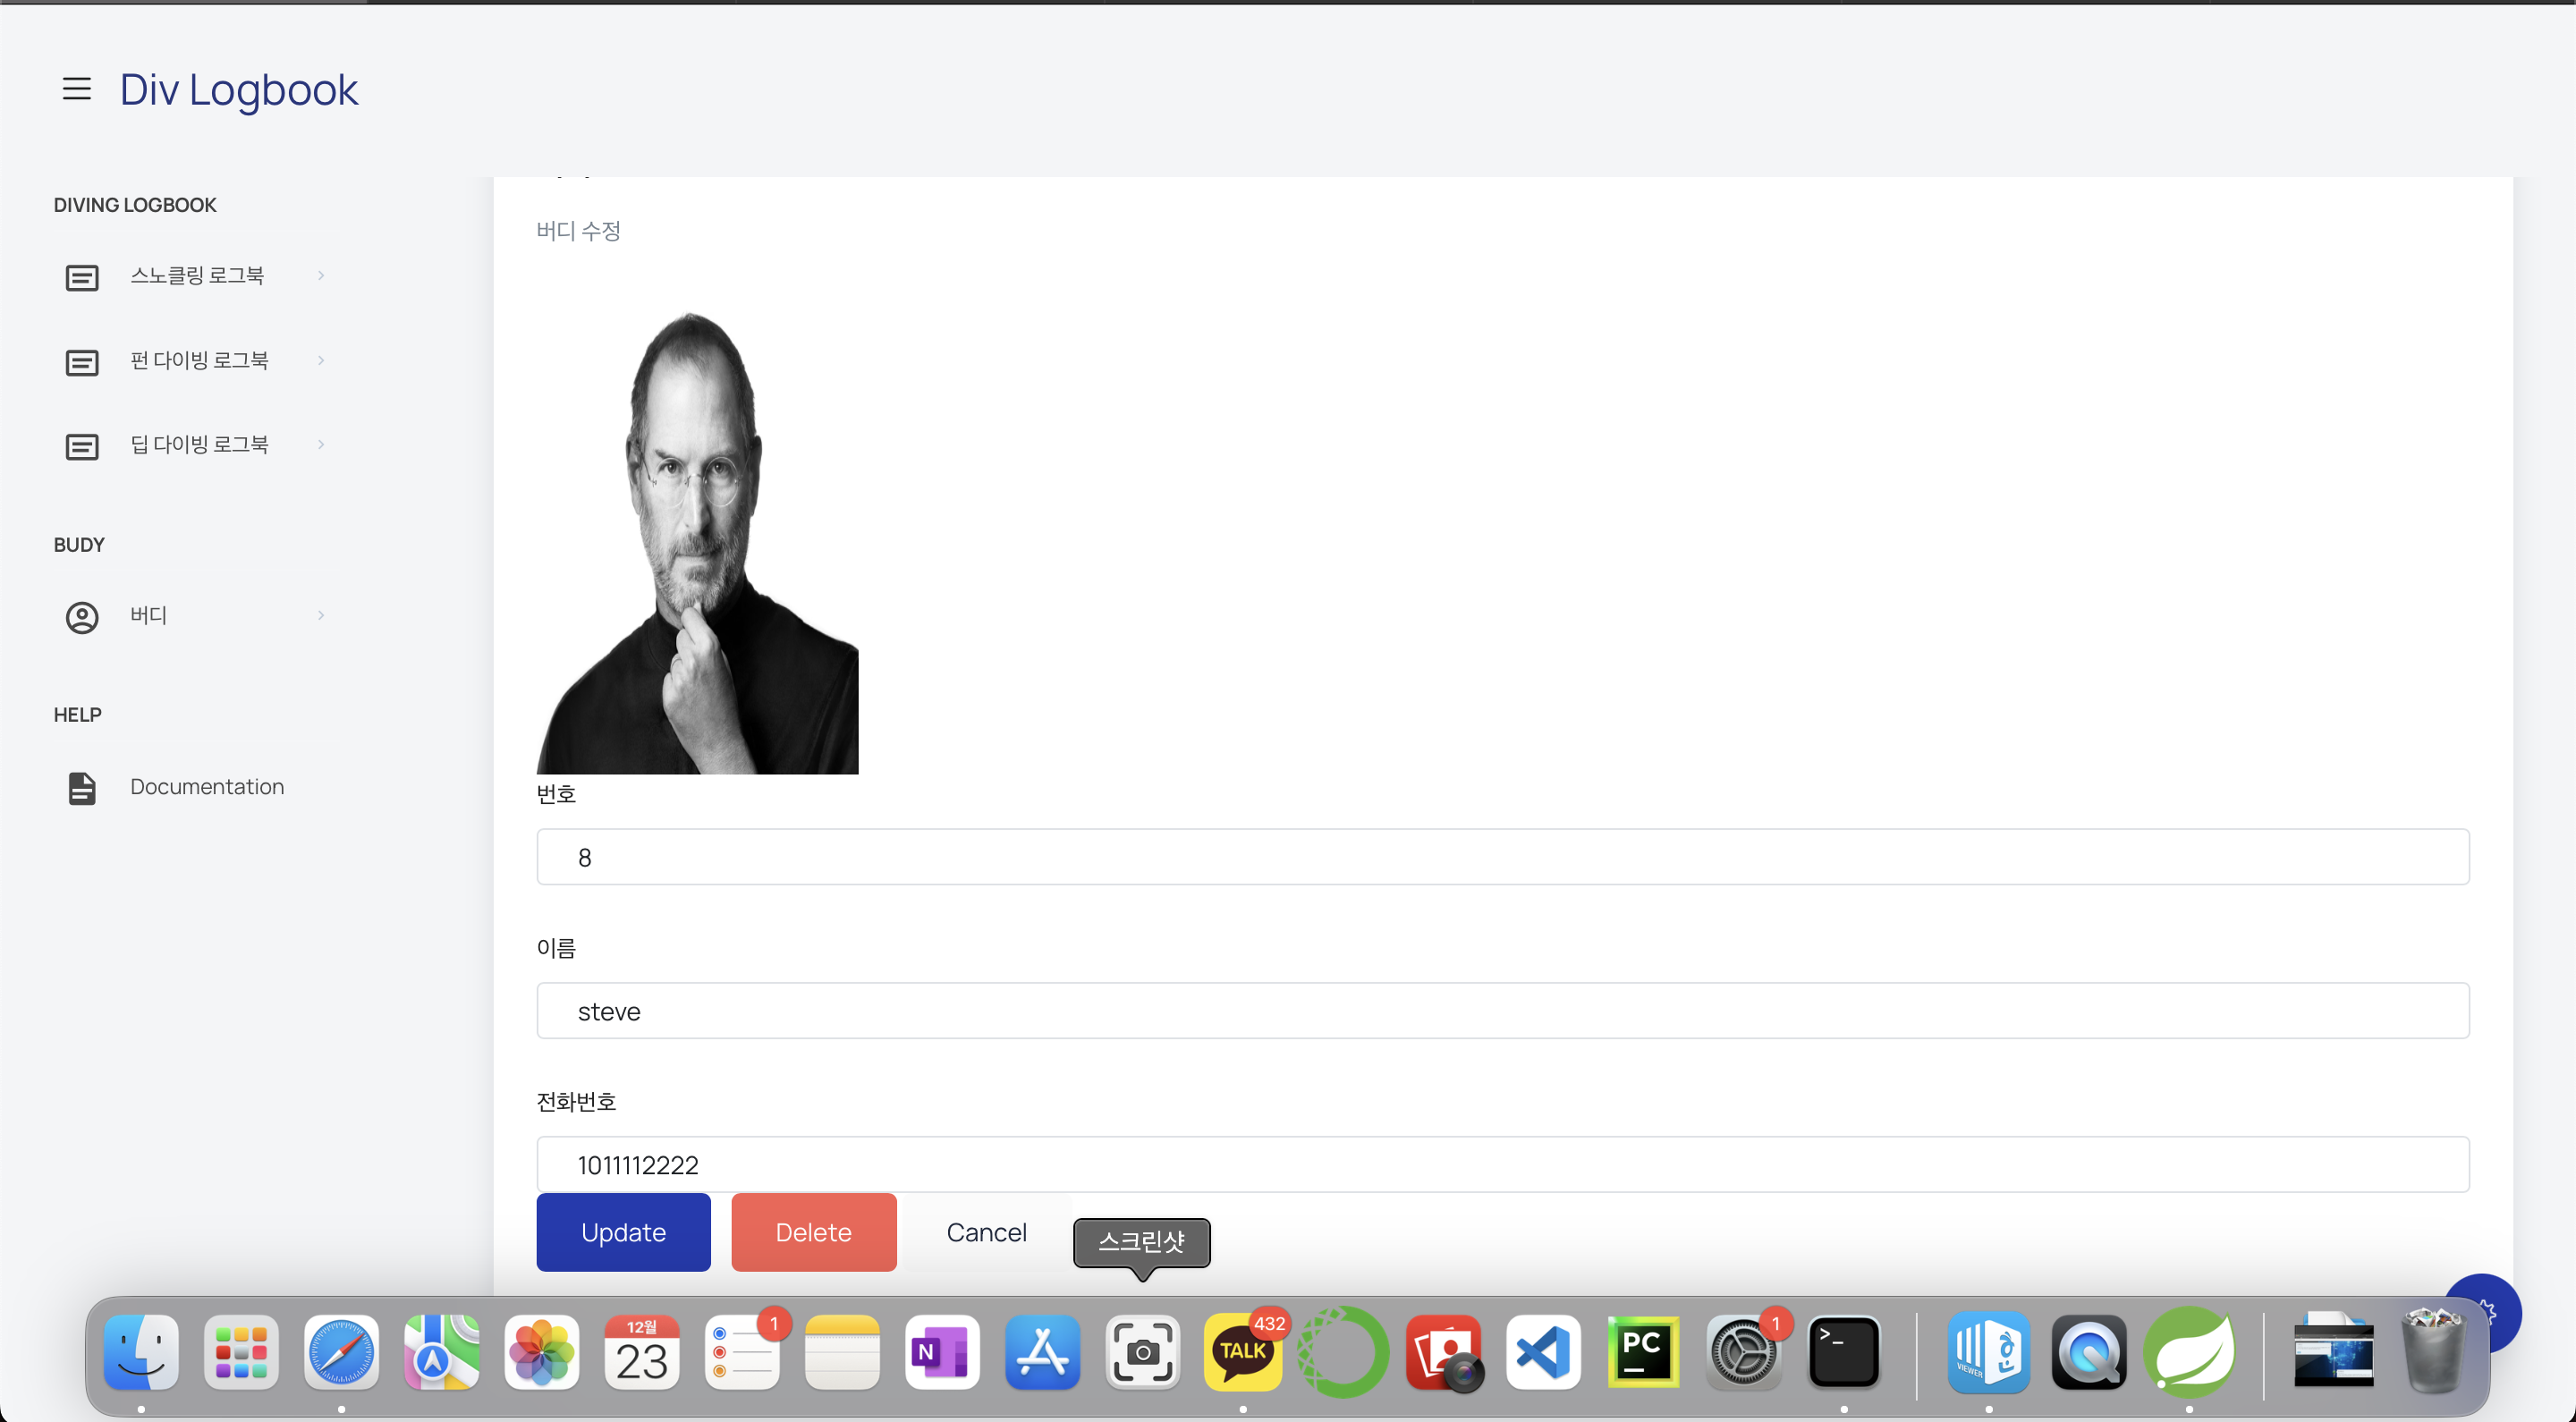 Div Logbook
DIVING LOGBOOK
스노클링 로그북
펀 다이빙 로그북
딥 다이빙 로그북
BUDY
버디
HELP
Documentation
버디 수정
번호
8
이름
steve
전화번호
1011112222
Update
Delete
Cancel
스크린샷
12월
23
1
N
TALK
432
PC
1
>_
VIEWER
한